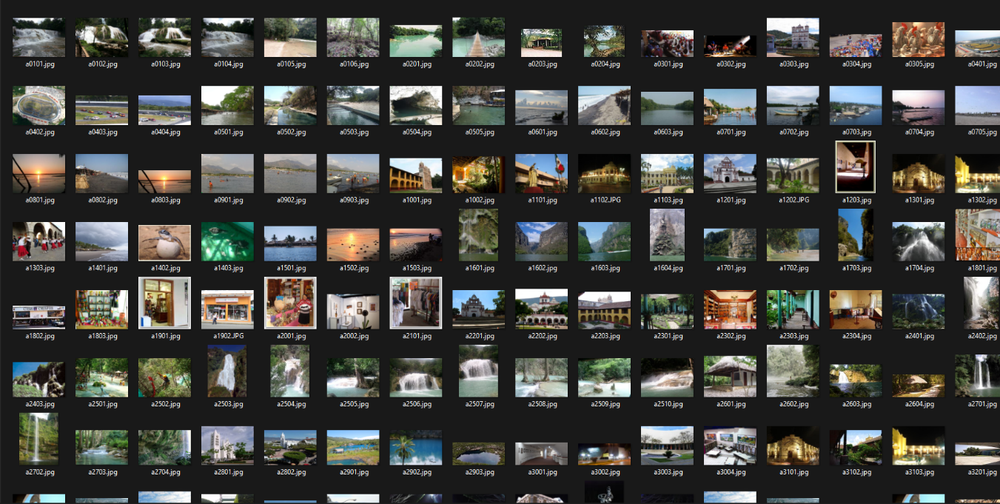 a0101.jpg a0102.jpg a0103.jpg a0104.jpg a0105.jpg a0106.jpg a0201.jpg a0202.jpg a0203.jpg a0204.jpg a0301.jpg a0302.jpg a0303.jpg a0304.jpg a0305.jpg a0401.jpg
a0402.jpg a0403.jpg a0404.jpg a0501.jpg a0502.jpg a0503.jpg a0504.jpg a0505.jpg a0601.jpg a0602.jpg a0603.jpg a0701.jpg a0702.jpg a0703.jpg a0704.jpg a0705.jpg
a0801.jpg a0802.jpg a0803.jpg a0901.jpg a0902.jpg a0903.jpg a1001.jpg a1002.jpg a1101.jpg a1102.JPG a1103.jpg a1201.jpg a1202.JPG a1203.jpg a1301.jpg a1302.jpg
a1303.jpg a1401.jpg a1402.jpg a1403.jpg a1501.jpg a1502.jpg a1503.jpg a1601.jpg a1602.jpg a1603.jpg a1604.jpg a1701.jpg a1702.jpg a1703.jpg a1704.jpg a1801.jpg
a1802.jpg a1803.jpg a1901.jpg a1902.JPG a2001.jpg a2002.jpg a2101.jpg a2201.jpg a2202.jpg a2203.jpg a2301.jpg a2302.jpg a2303.jpg a2304.jpg a2401.jpg a2402.jpg
a2403.jpg a2501.jpg a2502.jpg a2503.jpg a2504.jpg a2505.jpg a2506.jpg a2507.jpg a2508.jpg a2509.jpg a2510.jpg a2601.jpg a2602.jpg a2603.jpg a2604.jpg a2701.jpg
a2702.jpg a2703.jpg a2704.jpg a2801.jpg a2802.jpg a2901.jpg a2902.jpg a2903.jpg a3001.jpg a3002.jpg a3003.jpg a3004.jpg a3101.jpg a3102.jpg a3103.jpg a3201.jpg